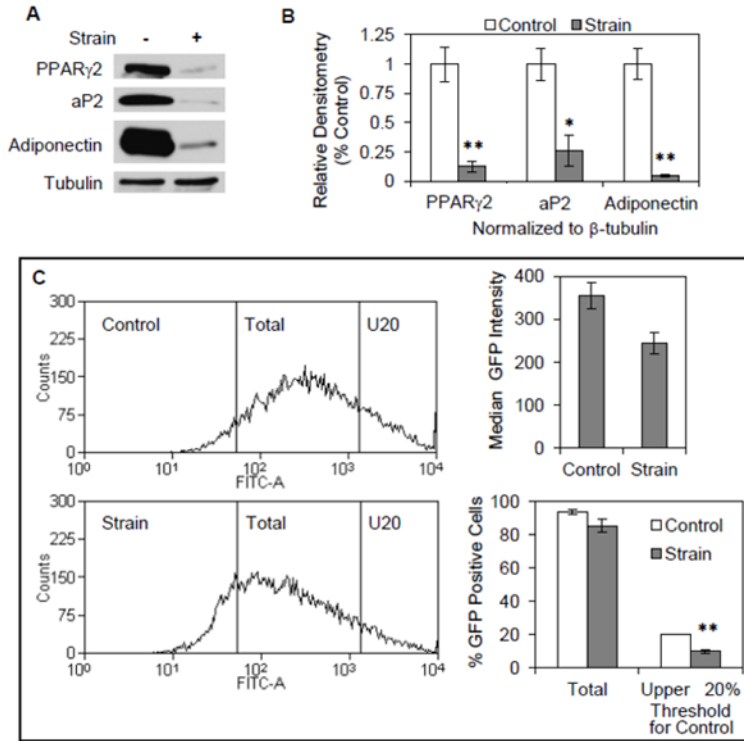 A
Strain - +
PPARγ2
aP2
Adiponectin
Tubulin
B
Control Strain
Relative Densitometry
(% Control)
1.25
1
0.75
0.5
0.25
0
**
*
**
PPARγ2 aP2 Adiponectin
Normalized to β-tubulin
C
Control Total U20
Counts
300
225
150
75
0
10⁰ 10¹ 10² 10³ 10⁴
FITC-A
Median GFP Intensity
400
300
200
100
0
Control Strain
Strain Total U20
Counts
300
225
150
75
0
10⁰ 10¹ 10² 10³ 10⁴
FITC-A
% GFP Positive Cells
100
80
60
40
20
0
Control
Strain
**
Total Upper 20%
Threshold
for Control